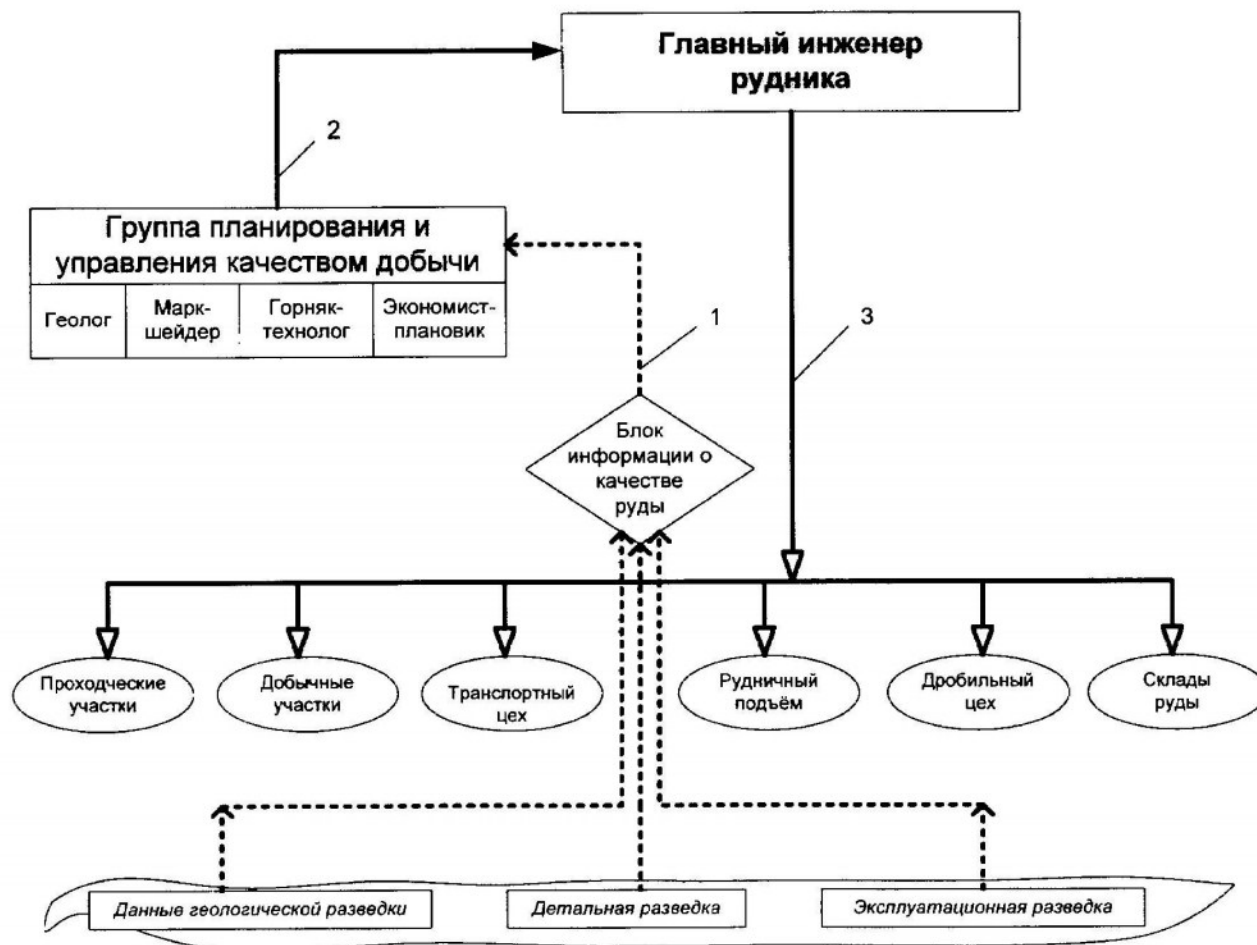 Главный инженер
рудника
2
Группа планирования и
управления качеством добычи
Геолог
Марк-
шейдер
Горняк-
технолог
Экономист-
плановик
1
3
Блок
информации о
качестве
руды
Проходческие
участки
Добычные
участки
Транспортный
цех
Рудничный
подъём
Дробильный
цех
Склады
руды
Данные геологической разведки
Детальная разведка
Эксплуатационная разведка